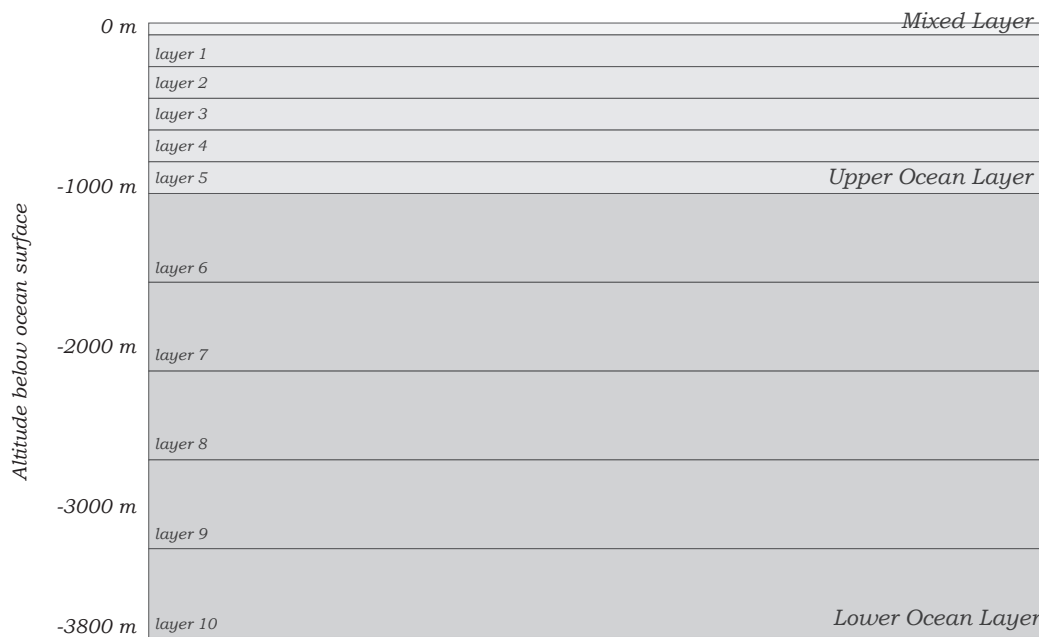 0 m
Mixed Layer
layer 1
layer 2
layer 3
layer 4
layer 5
Upper Ocean Layer
-1000 m
layer 6
-2000 m
layer 7
Altitude below ocean surface
layer 8
-3000 m
layer 9
-3800 m
layer 10
Lower Ocean Layer